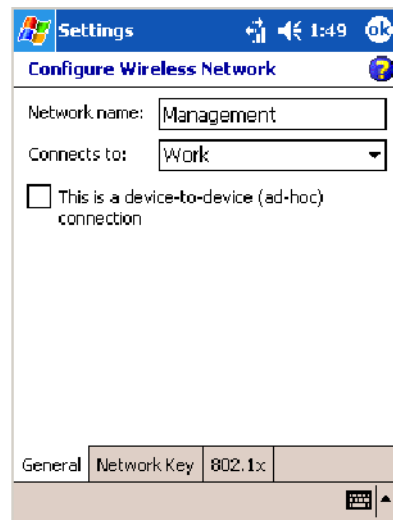 Settings 1:49 ok
Configure Wireless Network ?
Network name: Management
Connects to: Work
This is a device-to-device (ad-hoc)
connection
General Network Key 802.1x